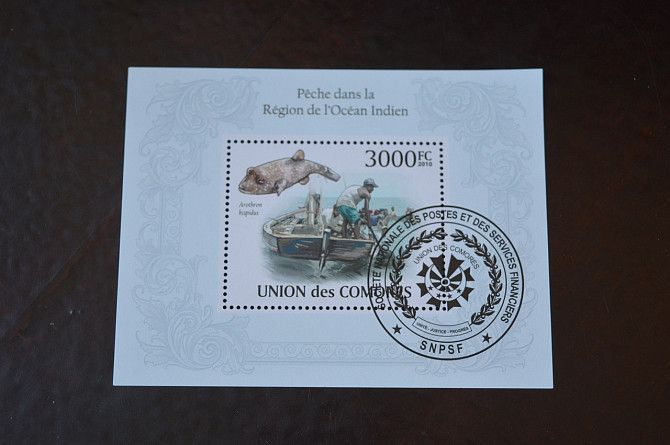 Pêche dans la
Région de l'Océan Indien
3000FC
2010
Arothron
hispidus
UNION des COMORES
SOCIETE NATIONALE DES POSTES ET DES SERVICES FINANCIERS
UNION DES COMORES
UNITE - JUSTICE - PROGRES
★ SNPSF ★